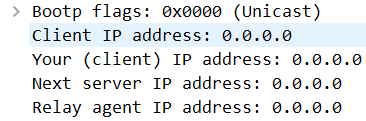 Bootp flags: 0x0000 (Unicast)
Client IP address: 0.0.0.0
Your (client) IP address: 0.0.0.0
Next server IP address: 0.0.0.0
Relay agent IP address: 0.0.0.0